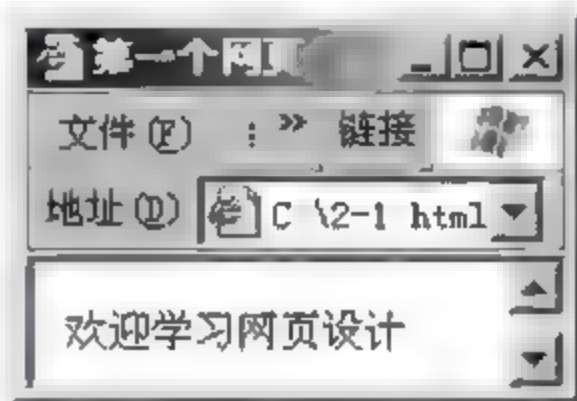 第一个网页
文件(F) : » 链接
地址(D) C \2-1 html
欢迎学习网页设计